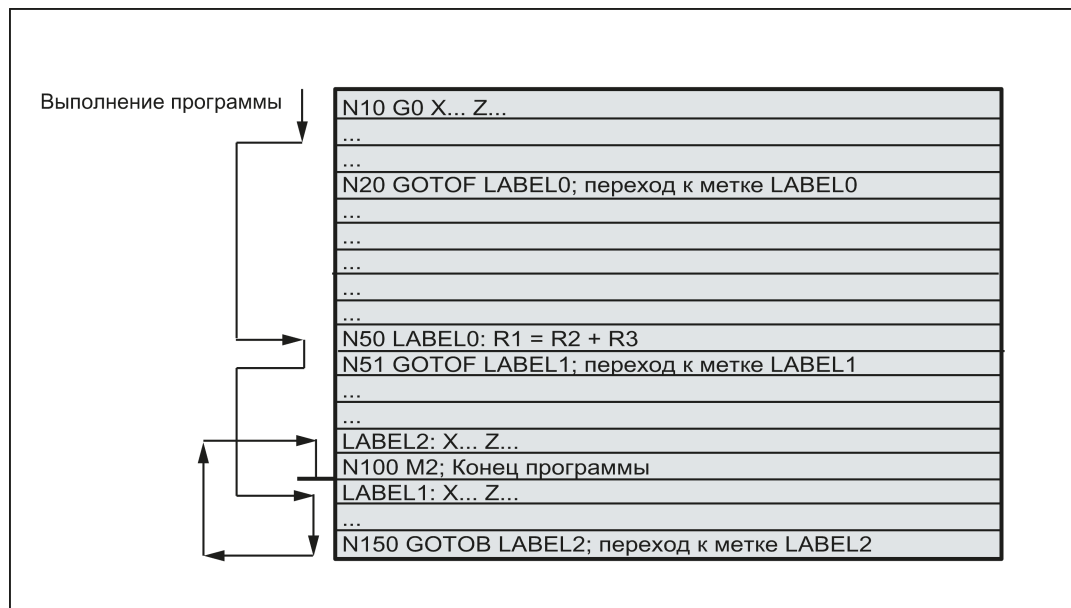 Выполнение программы
N10 G0 X... Z...
...
...
N20 GOTOF LABEL0; переход к метке LABEL0
...
...
...
...
...
N50 LABEL0: R1 = R2 + R3
N51 GOTOF LABEL1; переход к метке LABEL1
...
...
LABEL2: X... Z...
N100 M2; Конец программы
LABEL1: X... Z...
...
N150 GOTOB LABEL2; переход к метке LABEL2